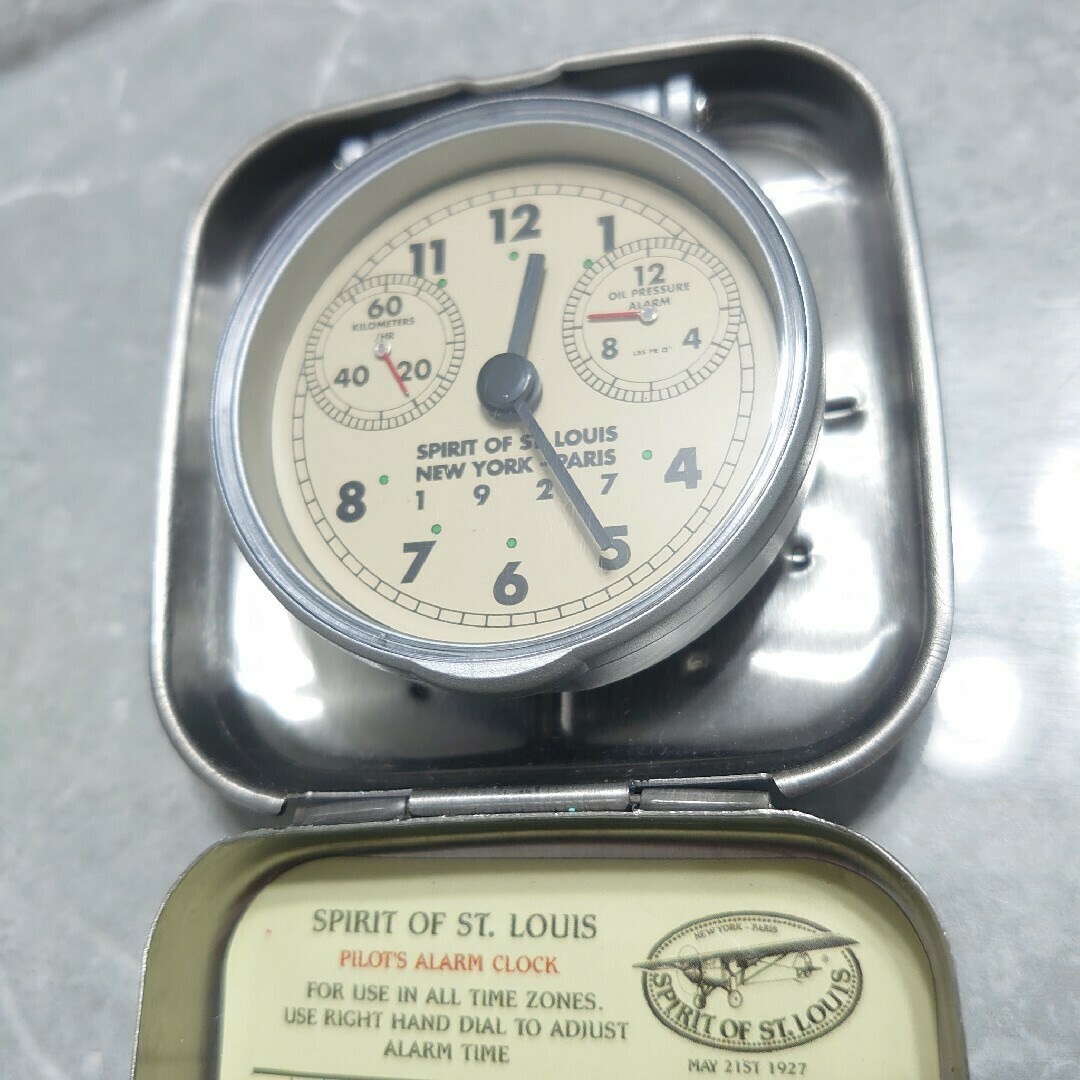 12
11
1
60
KILOMETERS
/HR
40 20
12
OIL PRESSURE
ALARM
8 4
LBS PR
SPIRIT OF ST. LOUIS
NEW YORK - PARIS
1 9 2 7
8
4
7
5
6
SPIRIT OF ST. LOUIS
PILOT'S ALARM CLOCK
FOR USE IN ALL TIME ZONES.
USE RIGHT HAND DIAL TO ADJUST
ALARM TIME
NEW YORK - PARIS
SPIRIT OF ST. LOUIS
MAY 21ST 1927